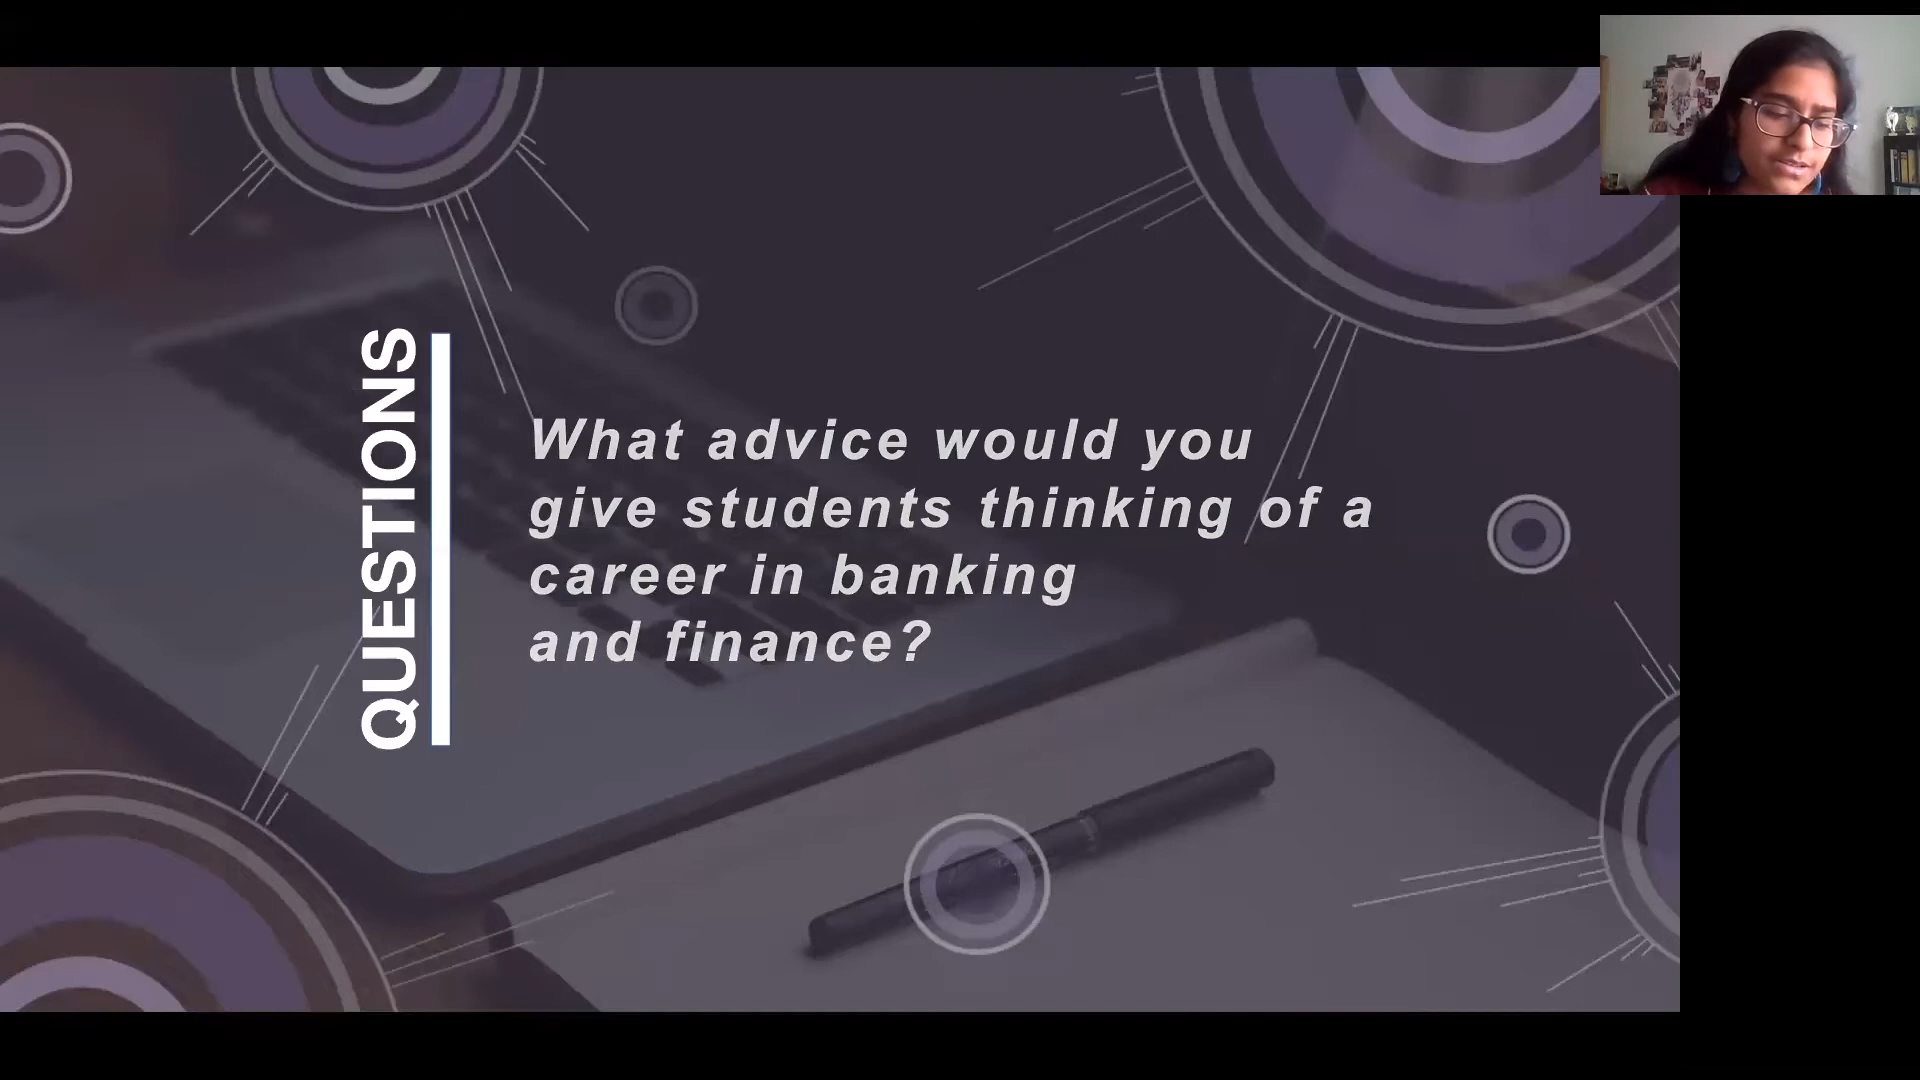 QUESTIONS
What advice would you
give students thinking of a
career in banking
and finance?